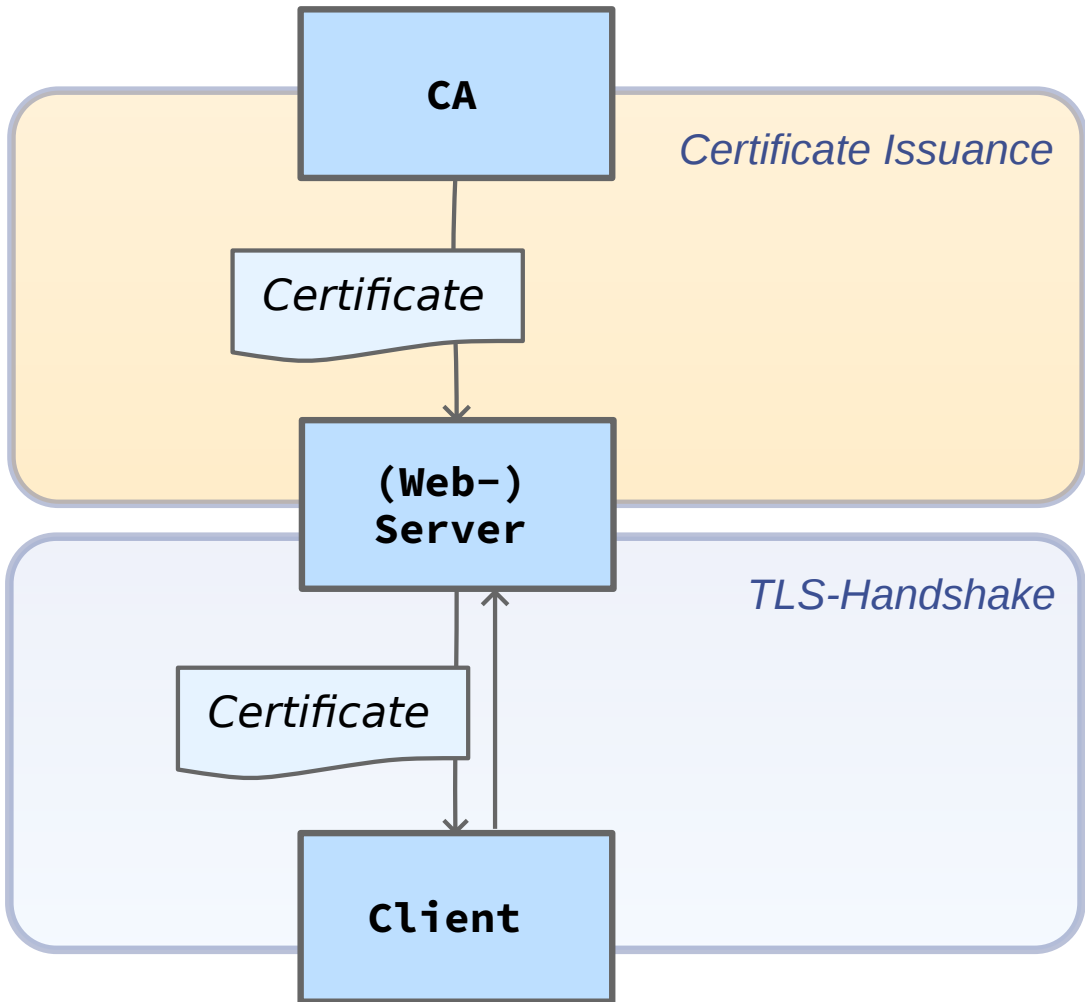 CA
Certificate Issuance
Certificate
(Web-)
Server
TLS-Handshake
Certificate
Client